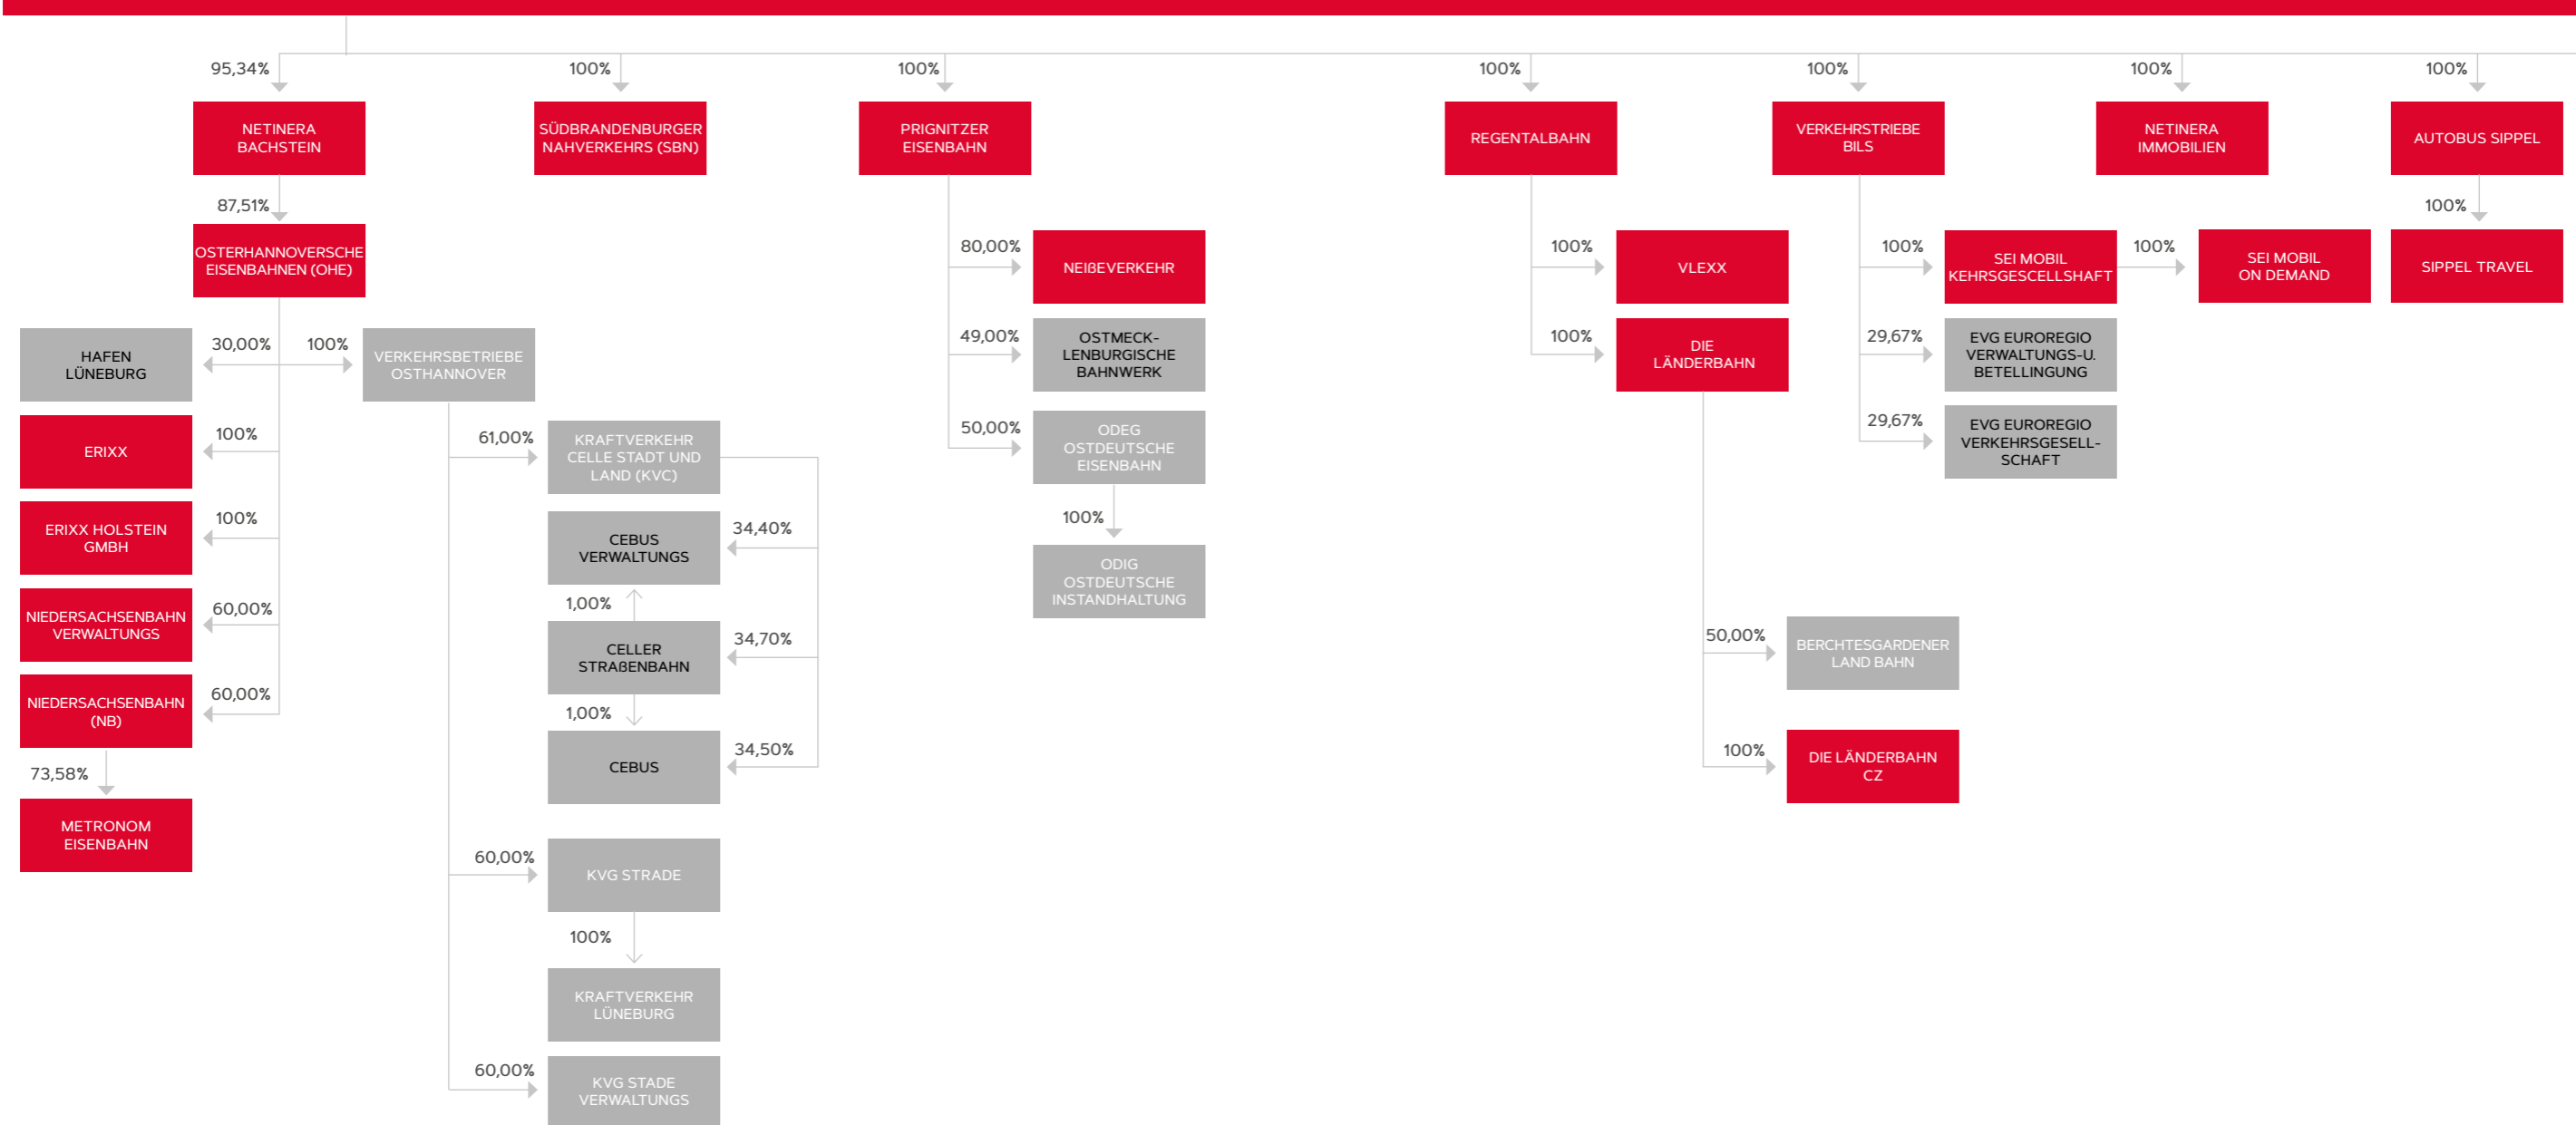 95,34%
100%
100%
100%
100%
100%
100%
NETINERA
BACHSTEIN
SÜDBRANDENBURGER
NAHVERKEHRS (SBN)
PRIGNITZER
EISENBAHN
REGENTALBAHN
VERKEHRSTRIEBE
BILS
NETINERA
IMMOBILIEN
AUTOBUS SIPPEL
87,51%
100%
OSTERHANNOVERSCHE
EISENBAHNEN (OHE)
80,00%
NEIßEVERKEHR
100%
VLEXX
100%
SEI MOBIL
KEHRSGESCELLSHAFT
100%
SEI MOBIL
ON DEMAND
SIPPEL TRAVEL
HAFEN
LÜNEBURG
30,00%
100%
VERKEHRSBETRIEBE
OSTHANNOVER
49,00%
OSTMECK-
LENBURGISCHE
BAHNWERK
100%
DIE
LÄNDERBAHN
29,67%
EVG EUROREGIO
VERWALTUNGS-U.
BETELLINGUNG
ERIXX
100%
61,00%
KRAFTVERKEHR
CELLE STADT UND
LAND (KVC)
50,00%
ODEG
OSTDEUTSCHE
EISENBAHN
29,67%
EVG EUROREGIO
VERKEHRSGESELL-
SCHAFT
ERIXX HOLSTEIN
GMBH
100%
CEBUS
VERWALTUNGS
34,40%
100%
ODIG
OSTDEUTSCHE
INSTANDHALTUNG
NIEDERSACHSENBAHN
VERWALTUNGS
60,00%
1,00%
CELLER
STRAßENBAHN
34,70%
50,00%
BERCHTESGARDENER
LAND BAHN
NIEDERSACHSENBAHN
(NB)
60,00%
1,00%
CEBUS
34,50%
100%
DIE LÄNDERBAHN
CZ
73,58%
METRONOM
EISENBAHN
60,00%
KVG STRADE
100%
KRAFTVERKEHR
LÜNEBURG
60,00%
KVG STADE
VERWALTUNGS